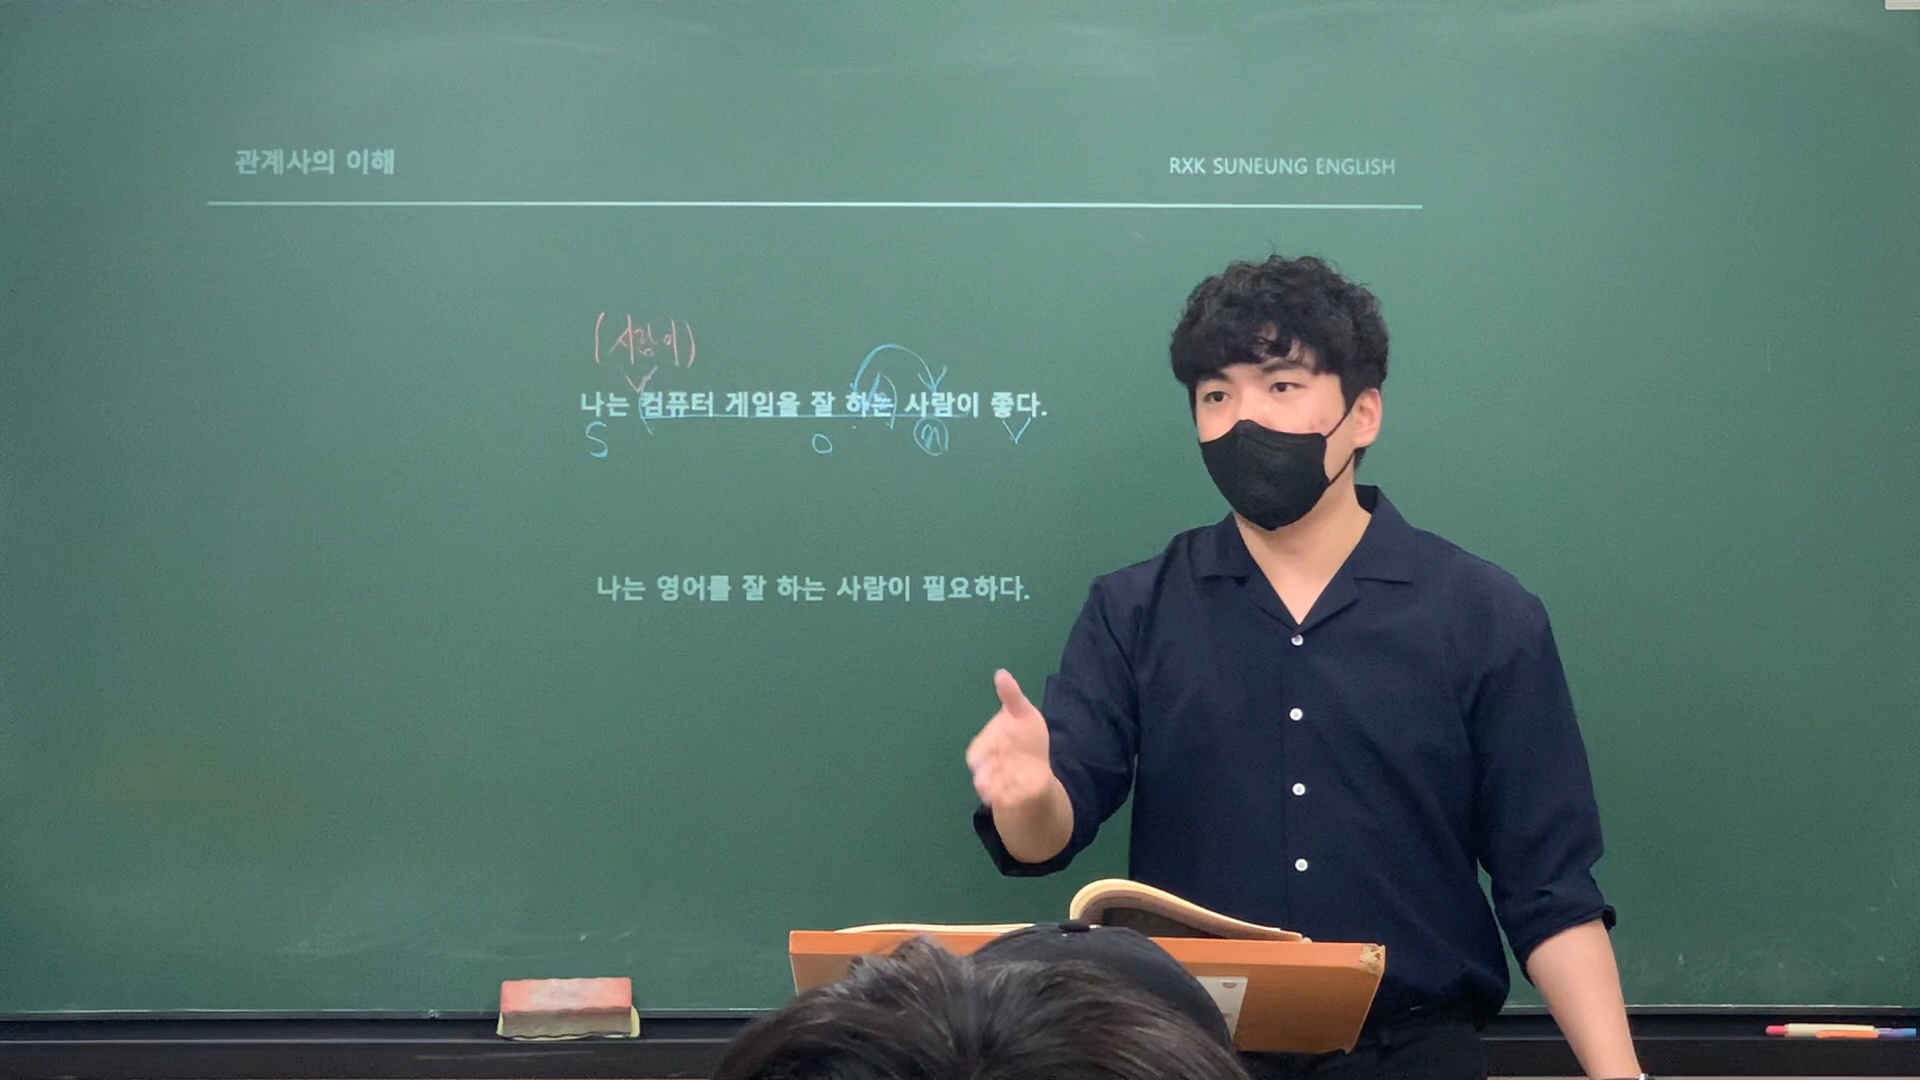 관계사의 이해
RXK SUNEUNG ENGLISH
(사람이)
나는 컴퓨터 게임을 잘 하는 사람이 좋다.
S O n V
나는 영어를 잘 하는 사람이 필요하다.